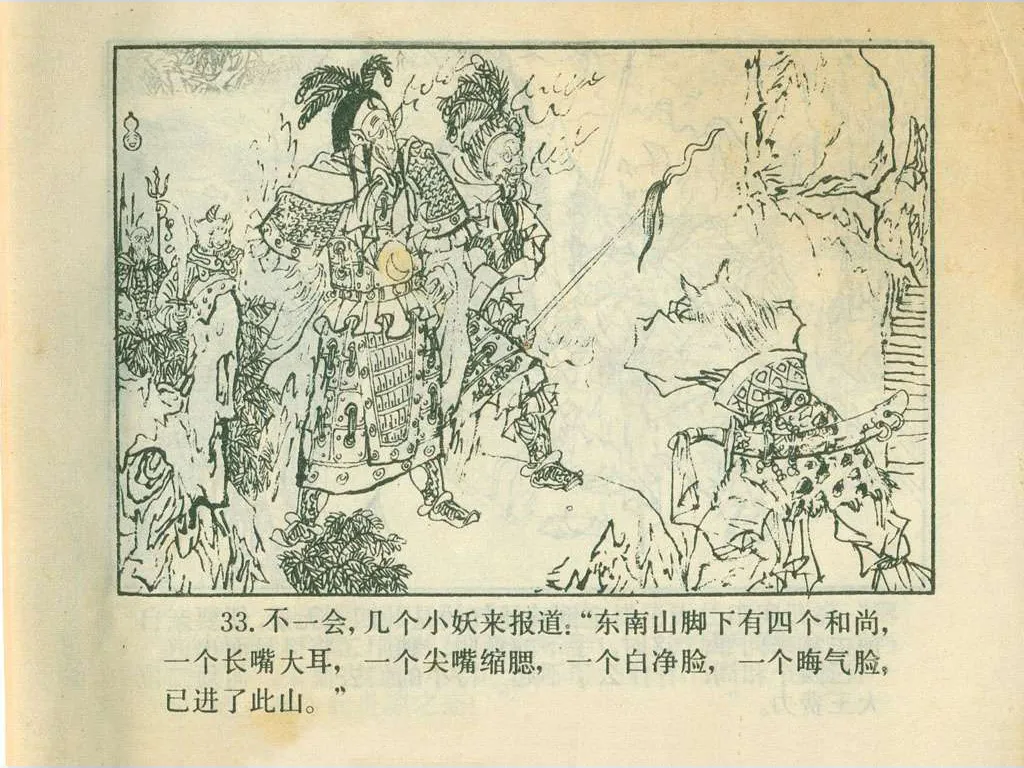 33. 不一会，几个小妖来报道：“东南山脚下有四个和尚，
一个长嘴大耳，一个尖嘴缩腮，一个白净脸，一个晦气脸，
已进了此山。”